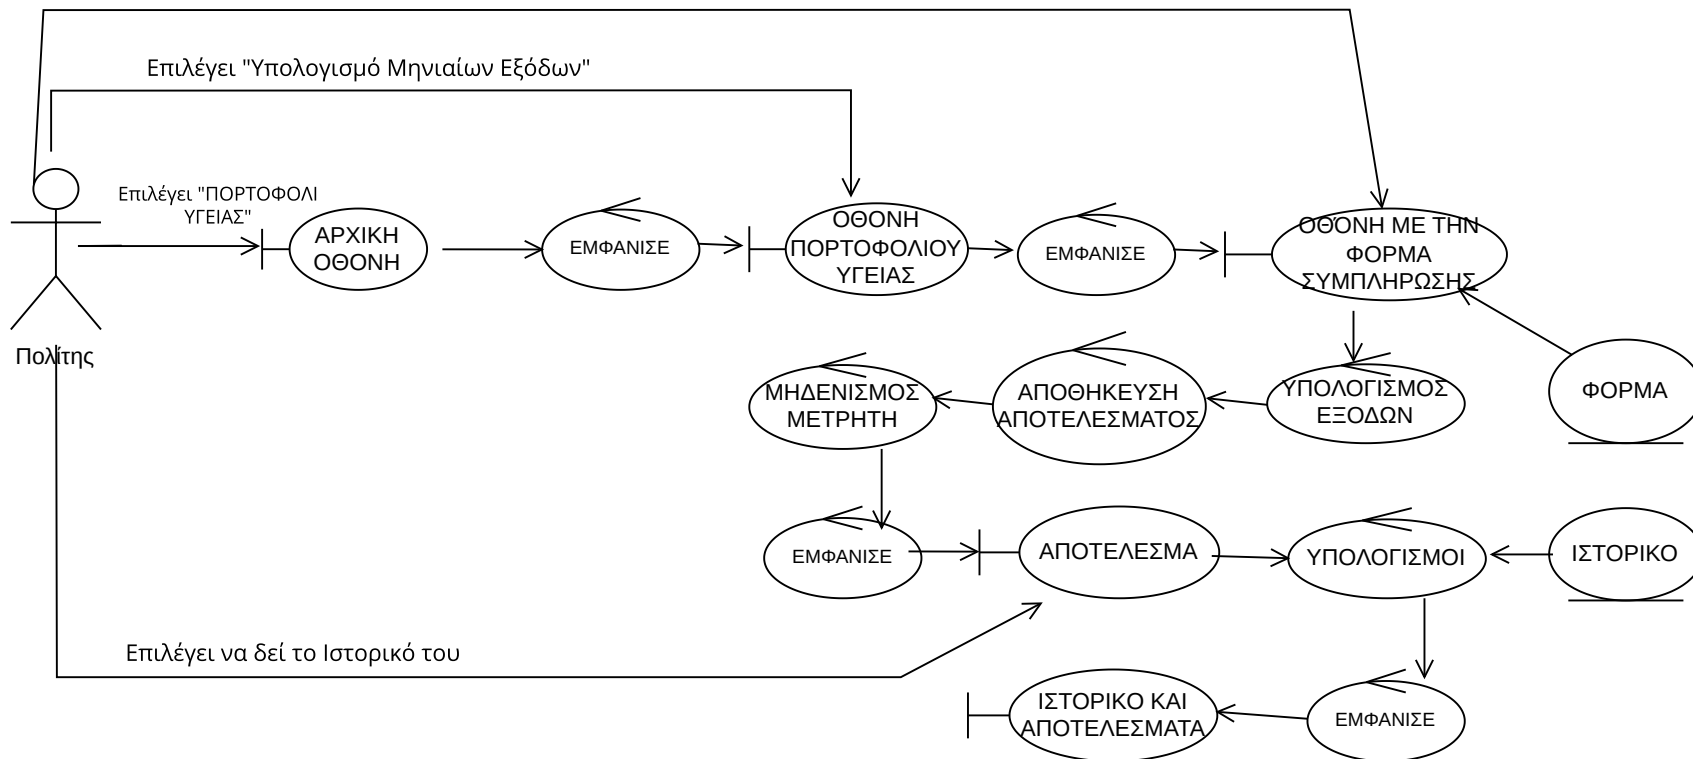 Επιλέγει "Υπολογισμό Μηνιαίων Εξόδων"
Επιλέγει "ΠΟΡΤΟΦΟΛΙ
ΥΓΕΙΑΣ"
ΑΡΧΙΚΗ
ΟΘΟΝΗ
ΕΜΦΑΝΙΣΕ
ΟΘΟΝΗ
ΠΟΡΤΟΦΟΛΙΟΥ
ΥΓΕΙΑΣ
ΕΜΦΑΝΙΣΕ
ΟΘΌΝΗ ΜΕ ΤΗΝ
ΦΟΡΜΑ
ΣΥΜΠΛΗΡΩΣΗΣ
Πολίτης
ΜΗΔΕΝΙΣΜΟΣ
ΜΕΤΡΗΤΗ
ΑΠΟΘΗΚΕΥΣΗ
ΑΠΟΤΕΛΕΣΜΑΤΟΣ
ΥΠΟΛΟΓΙΣΜΟΣ
ΕΞΟΔΩΝ
ΦΟΡΜΑ
ΕΜΦΑΝΙΣΕ
ΑΠΟΤΕΛΕΣΜΑ
ΥΠΟΛΟΓΙΣΜΟΙ
ΙΣΤΟΡΙΚΟ
Επιλέγει να δεί το Ιστορικό του
ΙΣΤΟΡΙΚΟ ΚΑΙ
ΑΠΟΤΕΛΕΣΜΑΤΑ
ΕΜΦΑΝΙΣΕ